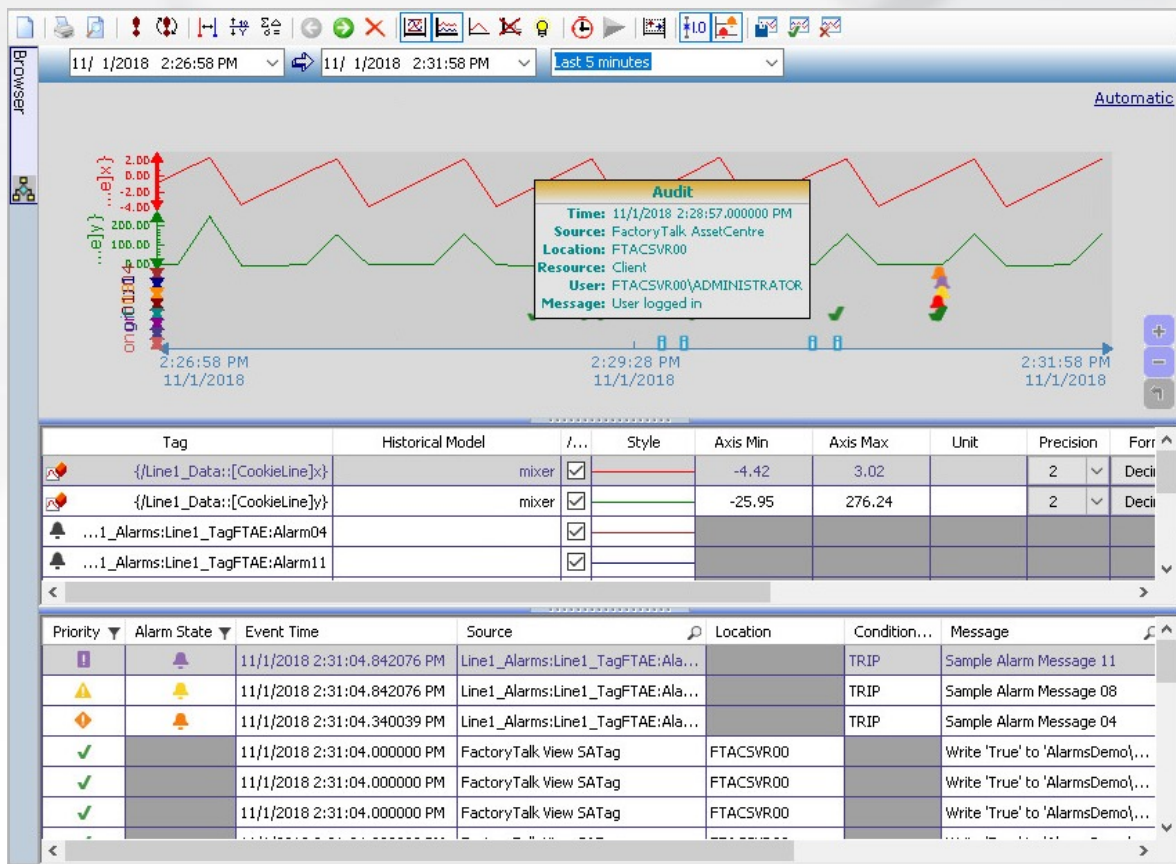 1.0
Browser
11/ 1/2018 2:26:58 PM
11/ 1/2018 2:31:58 PM
Last 5 minutes
Automatic
...e]x}
2.00
0.00
-2.00
-4.00
...e]y}
200.00
100.00
0.00
Audit
Time: 11/1/2018 2:28:57.000000 PM
Source: FactoryTalk AssetCentre
Location: FTACSVR00
Resource: Client
User: FTACSVR00\ADMINISTRATOR
Message: User logged in
2:26:58 PM
11/1/2018
2:29:28 PM
11/1/2018
2:31:58 PM
11/1/2018
Tag Historical Model /... Style Axis Min Axis Max Unit Precision
{/Line1_Data::[CookieLine]x} mixer -4.42 3.02 2 Deci
{/Line1_Data::[CookieLine]y} mixer -25.95 276.24 2 Deci
...1_Alarms:Line1_TagFTAE:Alarm04
...1_Alarms:Line1_TagFTAE:Alarm11
Priority Alarm State Event Time Source Location Condition... Message
11/1/2018 2:31:04.842076 PM Line1_Alarms:Line1_TagFTAE:Ala... TRIP Sample Alarm Message 11
11/1/2018 2:31:04.842076 PM Line1_Alarms:Line1_TagFTAE:Ala... TRIP Sample Alarm Message 08
11/1/2018 2:31:04.340039 PM Line1_Alarms:Line1_TagFTAE:Ala... TRIP Sample Alarm Message 04
11/1/2018 2:31:04.000000 PM FactoryTalk View SATag FTACSVR00 Write 'True' to 'AlarmsDemo\...
11/1/2018 2:31:04.000000 PM FactoryTalk View SATag FTACSVR00 Write 'True' to 'AlarmsDemo\...
11/1/2018 2:31:04.000000 PM FactoryTalk View SATag FTACSVR00 Write 'True' to 'AlarmsDemo\...